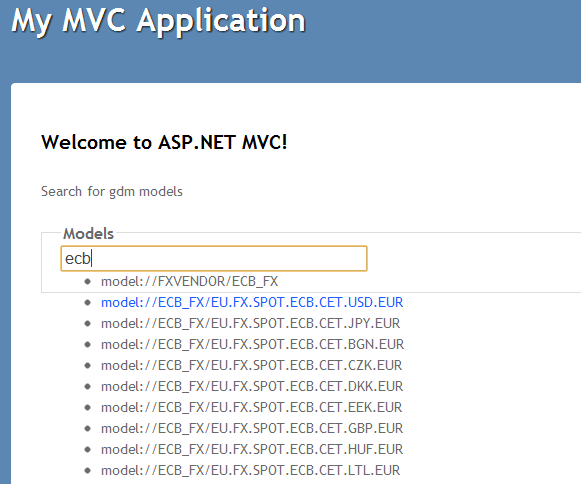 My MVC Application
Welcome to ASP.NET MVC!
Search for gdm models
Models
ecb
model://FXVENDOR/ECB_FX
model://ECB_FX/EU.FX.SPOT.ECB.CET.USD.EUR
model://ECB_FX/EU.FX.SPOT.ECB.CET.JPY.EUR
model://ECB_FX/EU.FX.SPOT.ECB.CET.BGN.EUR
model://ECB_FX/EU.FX.SPOT.ECB.CET.CZK.EUR
model://ECB_FX/EU.FX.SPOT.ECB.CET.DKK.EUR
model://ECB_FX/EU.FX.SPOT.ECB.CET.EEK.EUR
model://ECB_FX/EU.FX.SPOT.ECB.CET.GBP.EUR
model://ECB_FX/EU.FX.SPOT.ECB.CET.HUF.EUR
model://ECB_FX/EU.FX.SPOT.ECB.CET.LTL.EUR